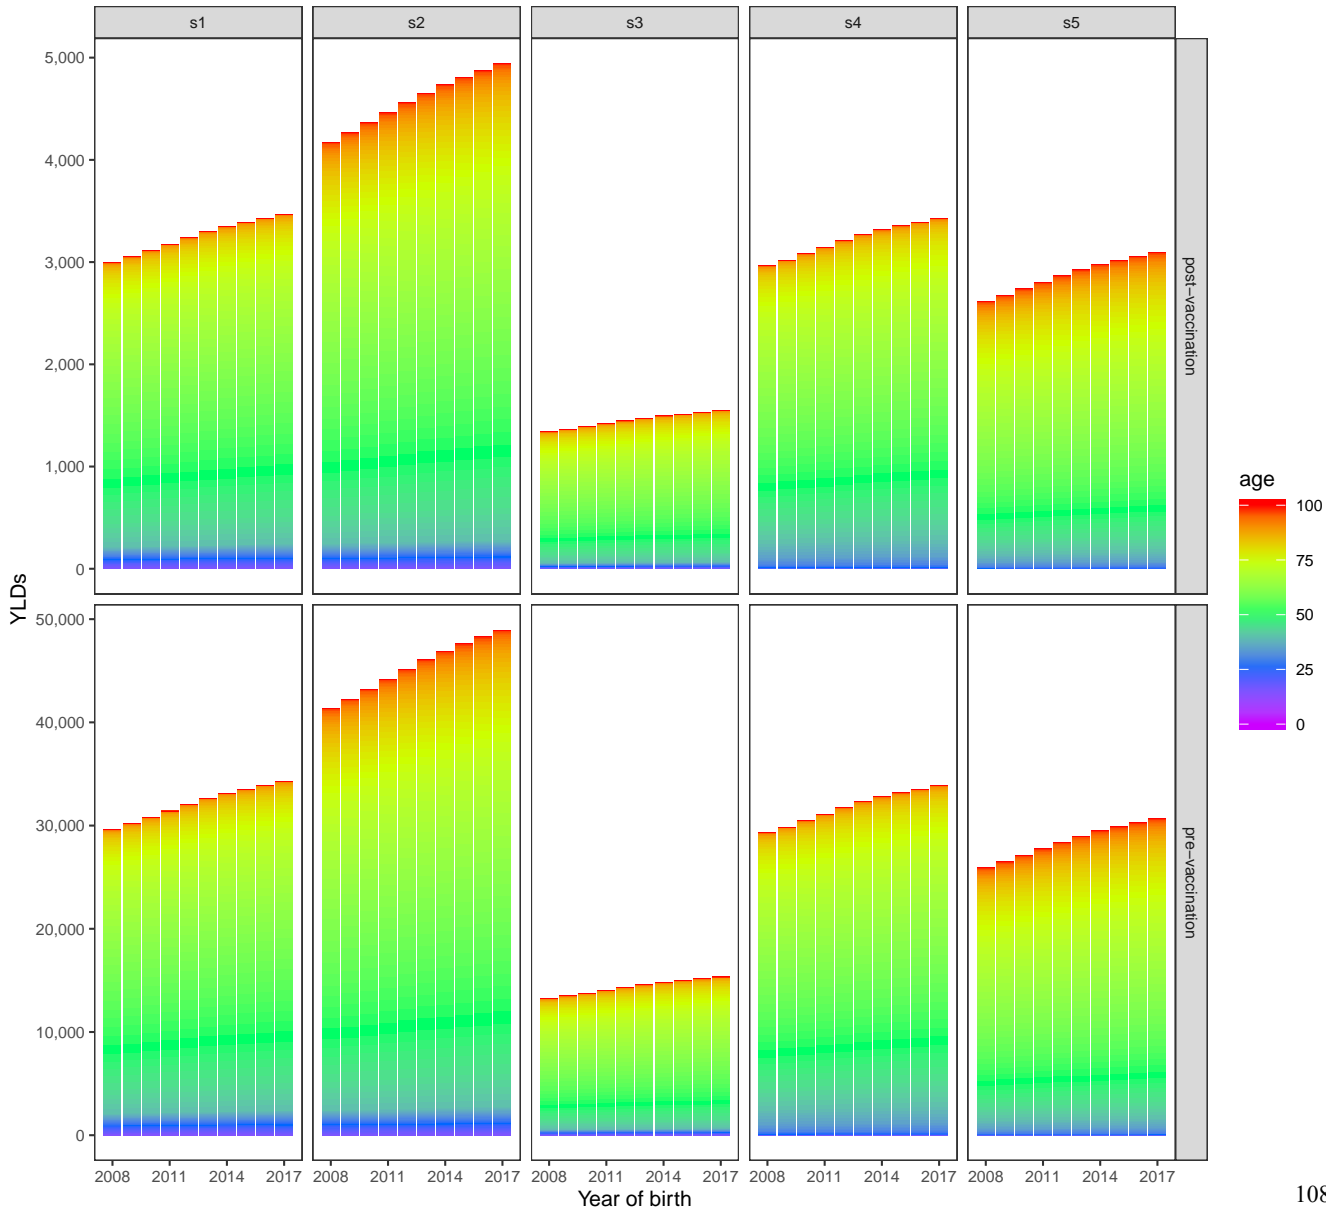 s1 s2 s3 s4 s5
5,000
4,000
3,000
2,000
1,000
0
post−vaccination
50,000
40,000
30,000
20,000
10,000
0
pre−vaccination
YLDs
2008 2011 2014 2017 2008 2011 2014 2017 2008 2011 2014 2017 2008 2011 2014 2017 2008 2011 2014 2017
Year of birth
age
100
75
50
25
0
108